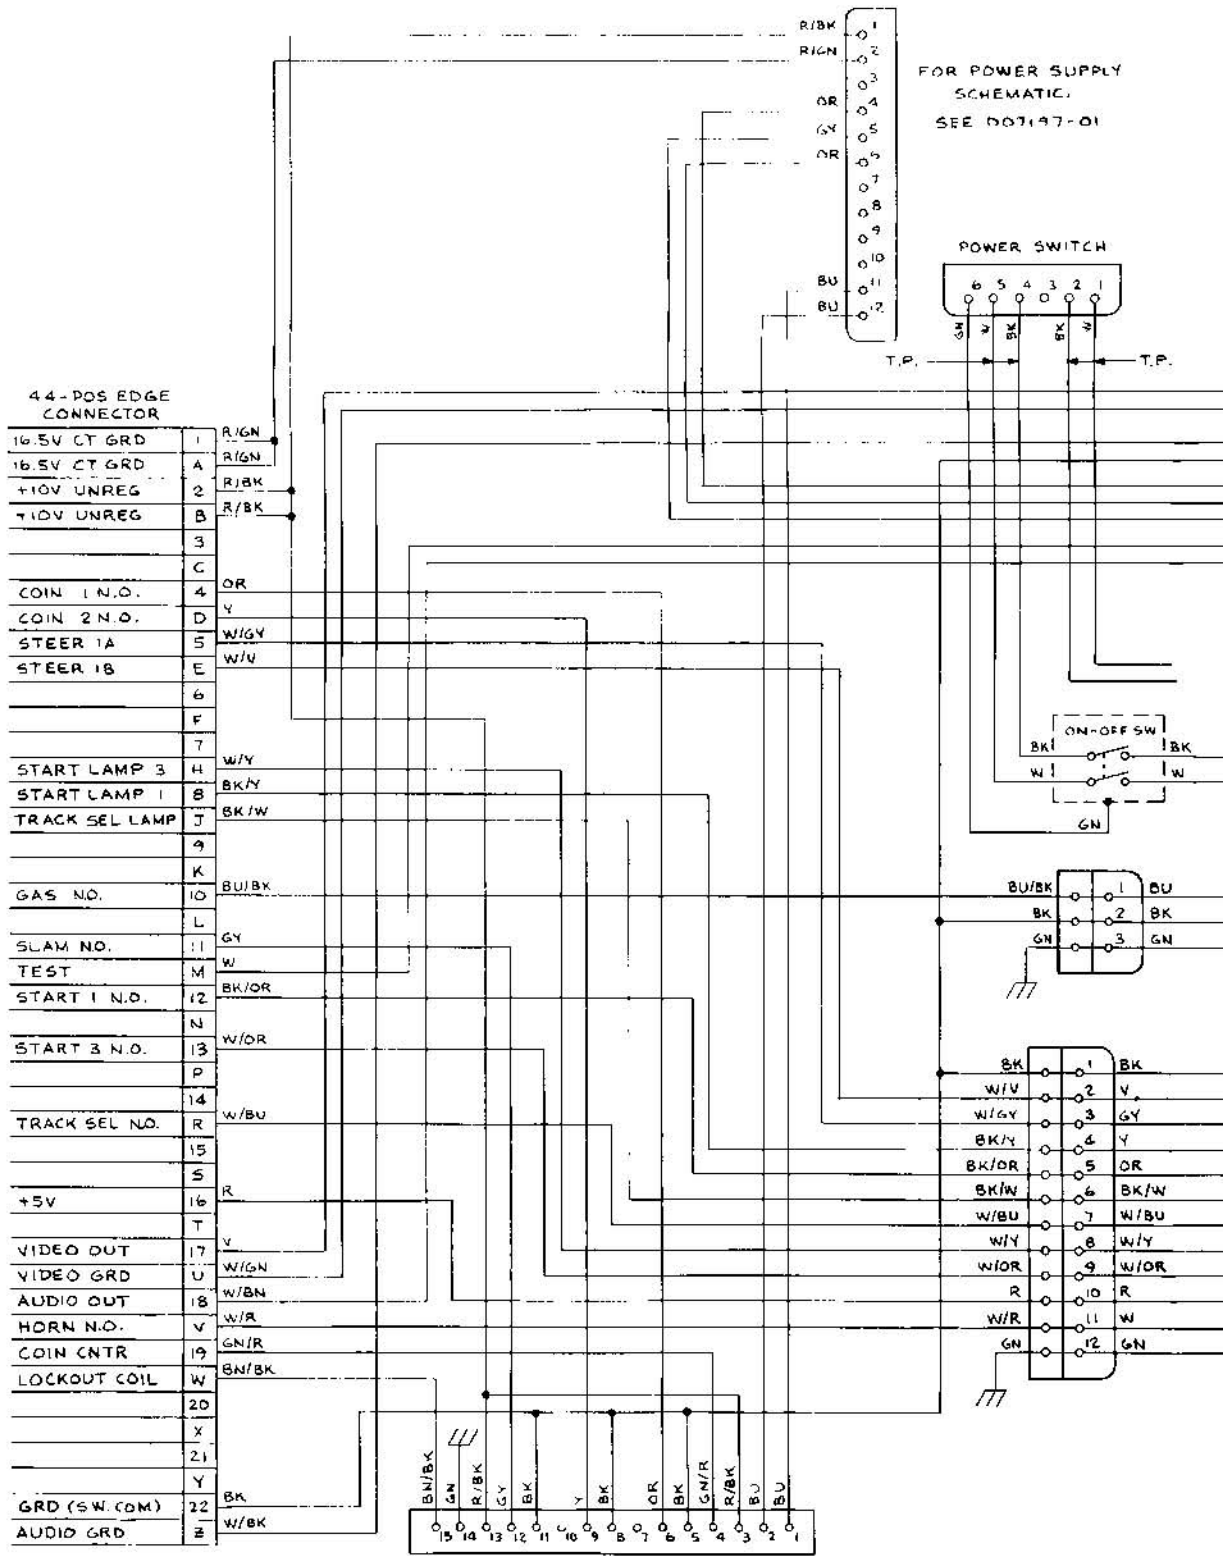 R/BK 1
R/GN 2
3
OR 4
GY 5
OR 5
7
8
9
10
BU 11
BU 12
FOR POWER SUPPLY
SCHEMATIC,
SEE D07197-01
POWER SWITCH
6 5 4 3 2 1
GN W BK BK W
T.P. T.P.
44-POS EDGE
CONNECTOR
16.5V CT GRD 1 R/GN
16.5V CT GRD A R/GN
+10V UNREG 2 R/BK
+10V UNREG B R/BK
3
C
COIN 1 N.O. 4 OR
COIN 2 N.O. D Y
STEER 1A 5 W/GY
STEER 1B E W/V
6
F
7
START LAMP 3 H W/Y
START LAMP 1 8 BK/Y
TRACK SEL LAMP J BK/W
9
K
GAS N.O. 10 BU/BK
L
SLAM N.O. 11 GY
TEST M W
START 1 N.O. 12 BK/OR
N
START 3 N.O. 13 W/OR
P
14
TRACK SEL N.O. R W/BU
15
S
+5V 16 R
T
VIDEO OUT 17 V
VIDEO GRD U W/GN
AUDIO OUT 18 W/BN
HORN N.O. V W/R
COIN CNTR 19 GN/R
LOCKOUT COIL W BN/BK
20
X
21
Y
GRD (SW. COM) 22 BK
AUDIO GRD Z W/BK
ON-OFF SW
BK BK
W W
GN
BU/BK 1 BU
BK 2 BK
GN 3 GN
BK 1 BK
W/V 2 V.
W/GY 3 GY
BK/Y 4 Y
BK/OR 5 OR
BK/W 6 BK/W
W/BU 7 W/BU
W/Y 8 W/Y
W/OR 9 W/OR
R 10 R
W/R 11 W
GN 12 GN
BN/BK GN R/BK GY BK Y BK OR BK GN/R R/BK BU BU
15 14 13 12 11 10 9 8 7 6 5 4 3 2 1